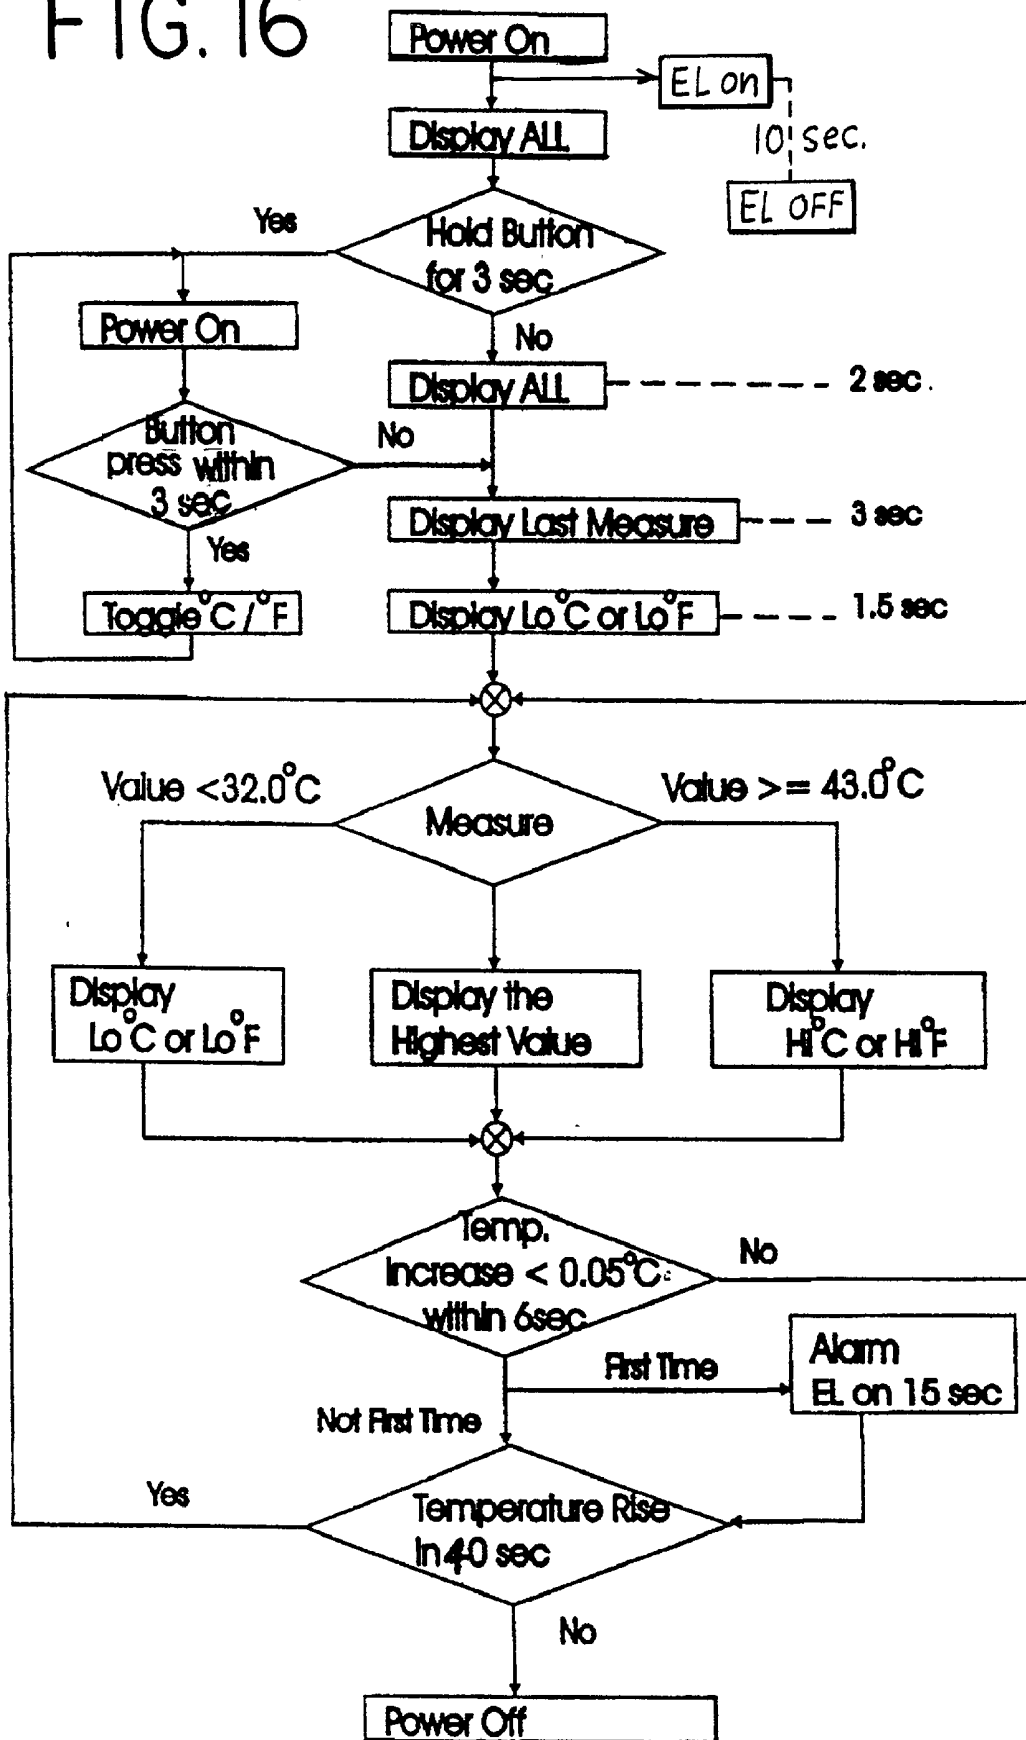 FIG. 16
Power On
EL on
Display ALL
10 sec.
EL OFF
Yes
Hold Button
for 3 sec
Power On
No
Display ALL
2 sec.
Button
press within
3 sec
No
Display Last Measure
3 sec
Yes
Toggle °C / °F
Display Lo°C or Lo°F
1.5 sec
Value <32.0°C
Value >= 43.0°C
Measure
Display
Lo°C or Lo°F
Display the
Highest Value
Display
HI°C or HI°F
Temp.
Increase < 0.05°C
within 6sec
No
First Time
Alarm
EL on 15 sec
Not First Time
Yes
Temperature Rise
In 40 sec
No
Power Off